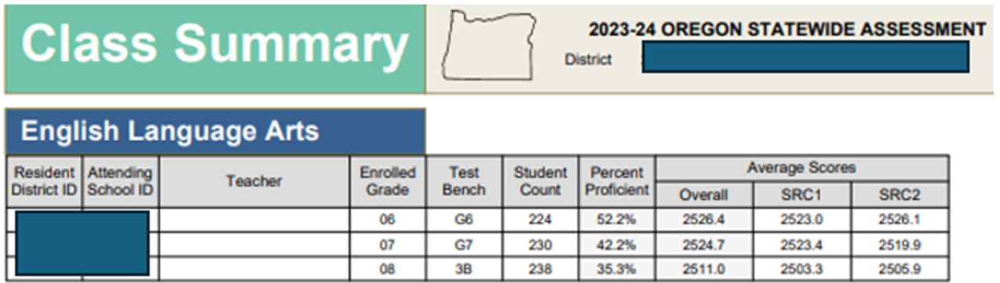 Class Summary
2023-24 OREGON STATEWIDE ASSESSMENT
District
English Language Arts
Resident District ID Attending School ID Teacher Enrolled Grade Test Bench Student Count Percent Proficient Average Scores
Overall SRC1 SRC2
06 G6 224 52.2% 2526.4 2523.0 2526.1
07 G7 230 42.2% 2524.7 2523.4 2519.9
08 3B 238 35.3% 2511.0 2503.3 2505.9